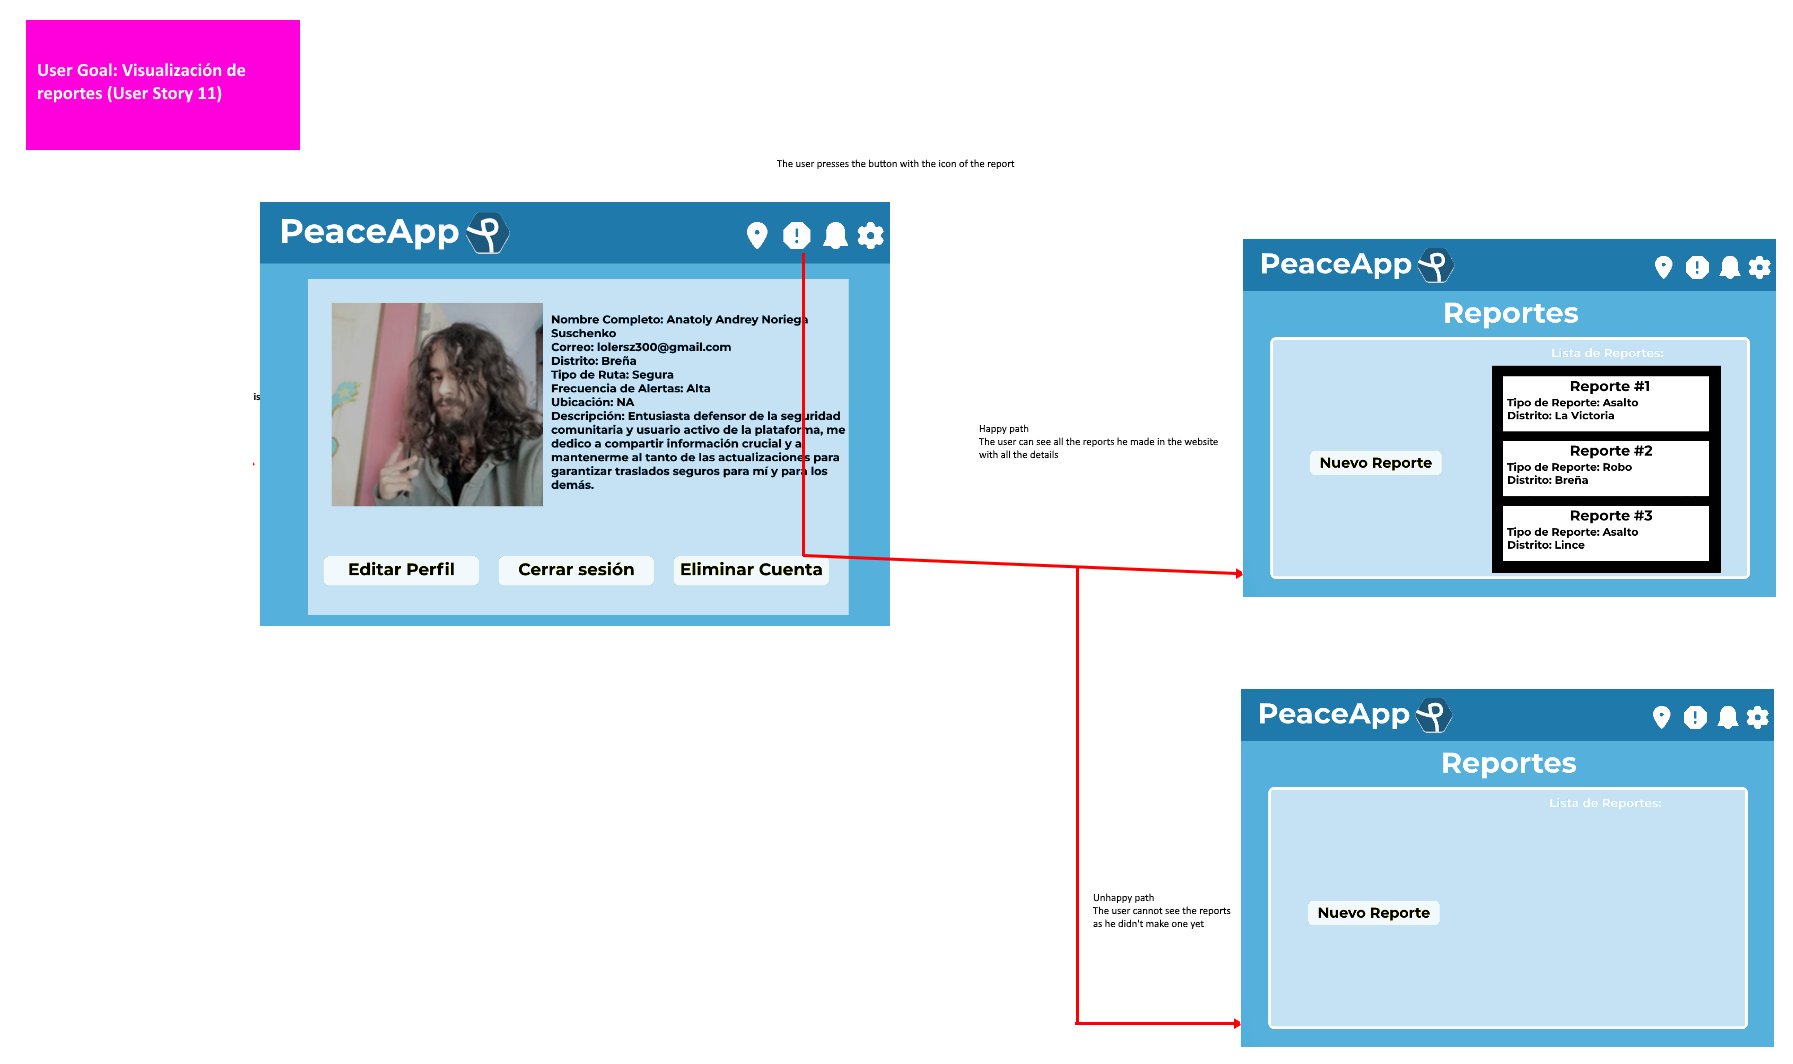 User Goal: Visualización de
reportes (User Story 11)
The user presses the button with the icon of the report
PeaceApp
Nombre Completo: Anatoly Andrey Noriega
Suschenko
Correo: lolersz300@gmail.com
Distrito: Breña
Tipo de Ruta: Segura
Frecuencia de Alertas: Alta
Ubicación: NA
Descripción: Entusiasta defensor de la seguridad
comunitaria y usuario activo de la plataforma, me
dedico a compartir información crucial y a
mantenerme al tanto de las actualizaciones para
garantizar traslados seguros para mí y para los
demás.
Editar Perfil
Cerrar sesión
Eliminar Cuenta
is
Happy path
The user can see all the reports he made in the website
with all the details
PeaceApp
Reportes
Lista de Reportes:
Nuevo Reporte
Reporte #1
Tipo de Reporte: Asalto
Distrito: La Victoria
Reporte #2
Tipo de Reporte: Robo
Distrito: Breña
Reporte #3
Tipo de Reporte: Asalto
Distrito: Lince
Unhappy path
The user cannot see the reports
as he didn't make one yet
PeaceApp
Reportes
Lista de Reportes:
Nuevo Reporte